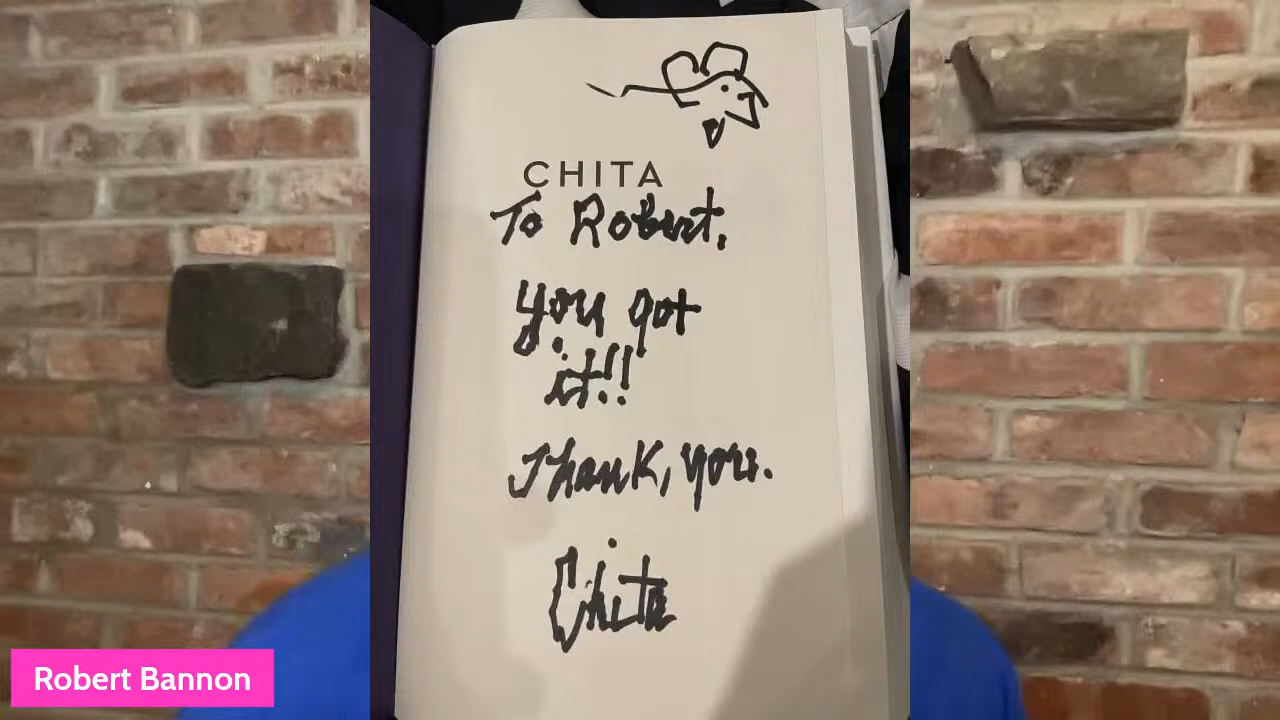 CHITA
To Robert,
you got
it!!
Thank, you.
Chita
Robert Bannon